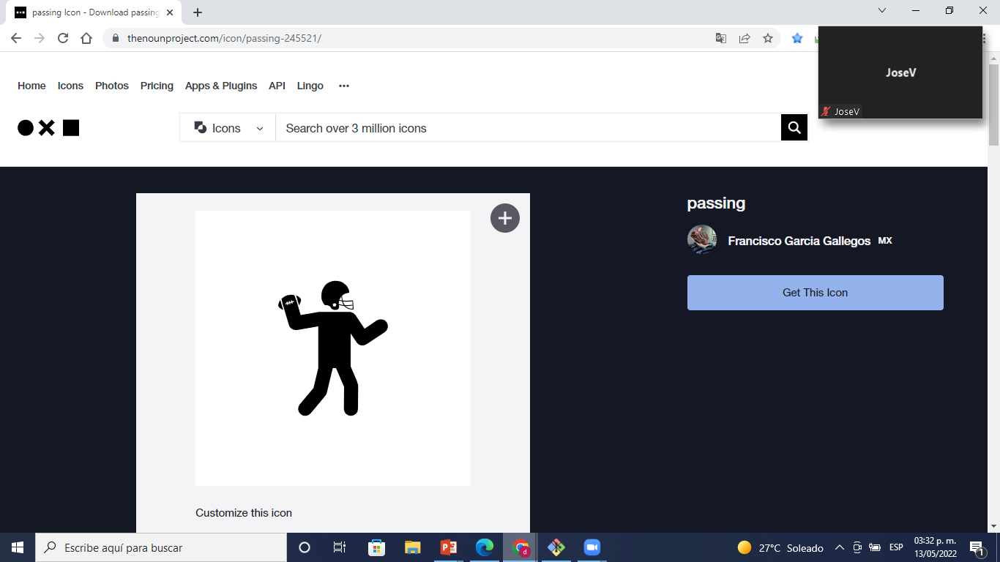 passing Icon - Download passing
thenounproject.com/icon/passing-245521/
JoseV
JoseV
Home Icons Photos Pricing Apps & Plugins API Lingo ...
Icons Search over 3 million icons
passing
Francisco Garcia Gallegos MX
Get This Icon
Customize this icon
Escribe aquí para buscar
27°C Soleado
ESP
03:32 p. m.
13/05/2022
1